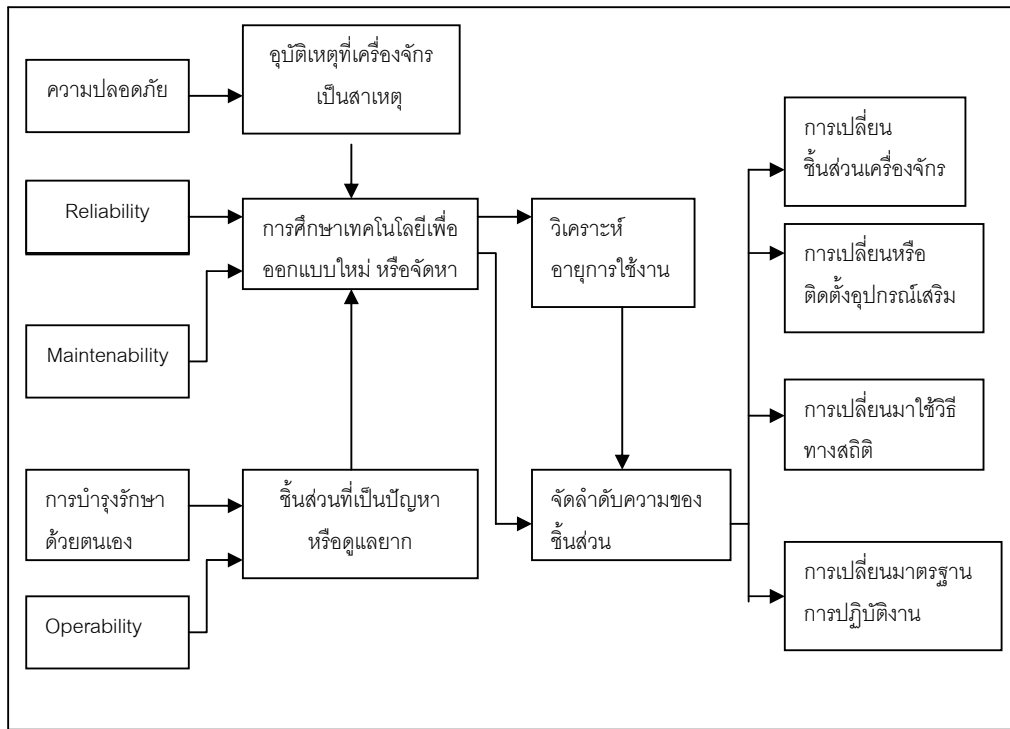 ความปลอดภัย
อุบัติเหตุที่เครื่องจักร
เป็นสาเหตุ
Reliability
การศึกษาเทคโนโลยีเพื่อ
ออกแบบใหม่ หรือจัดหา
Maintenability
การบำรุงรักษา
ด้วยตนเอง
ชิ้นส่วนที่เป็นปัญหา
หรือดูแลยาก
Operability
วิเคราะห์
อายุการใช้งาน
จัดลำดับความของ
ชิ้นส่วน
การเปลี่ยน
ชิ้นส่วนเครื่องจักร
การเปลี่ยนหรือ
ติดตั้งอุปกรณ์เสริม
การเปลี่ยนมาใช้วิธี
ทางสถิติ
การเปลี่ยนมาตรฐาน
การปฏิบัติงาน